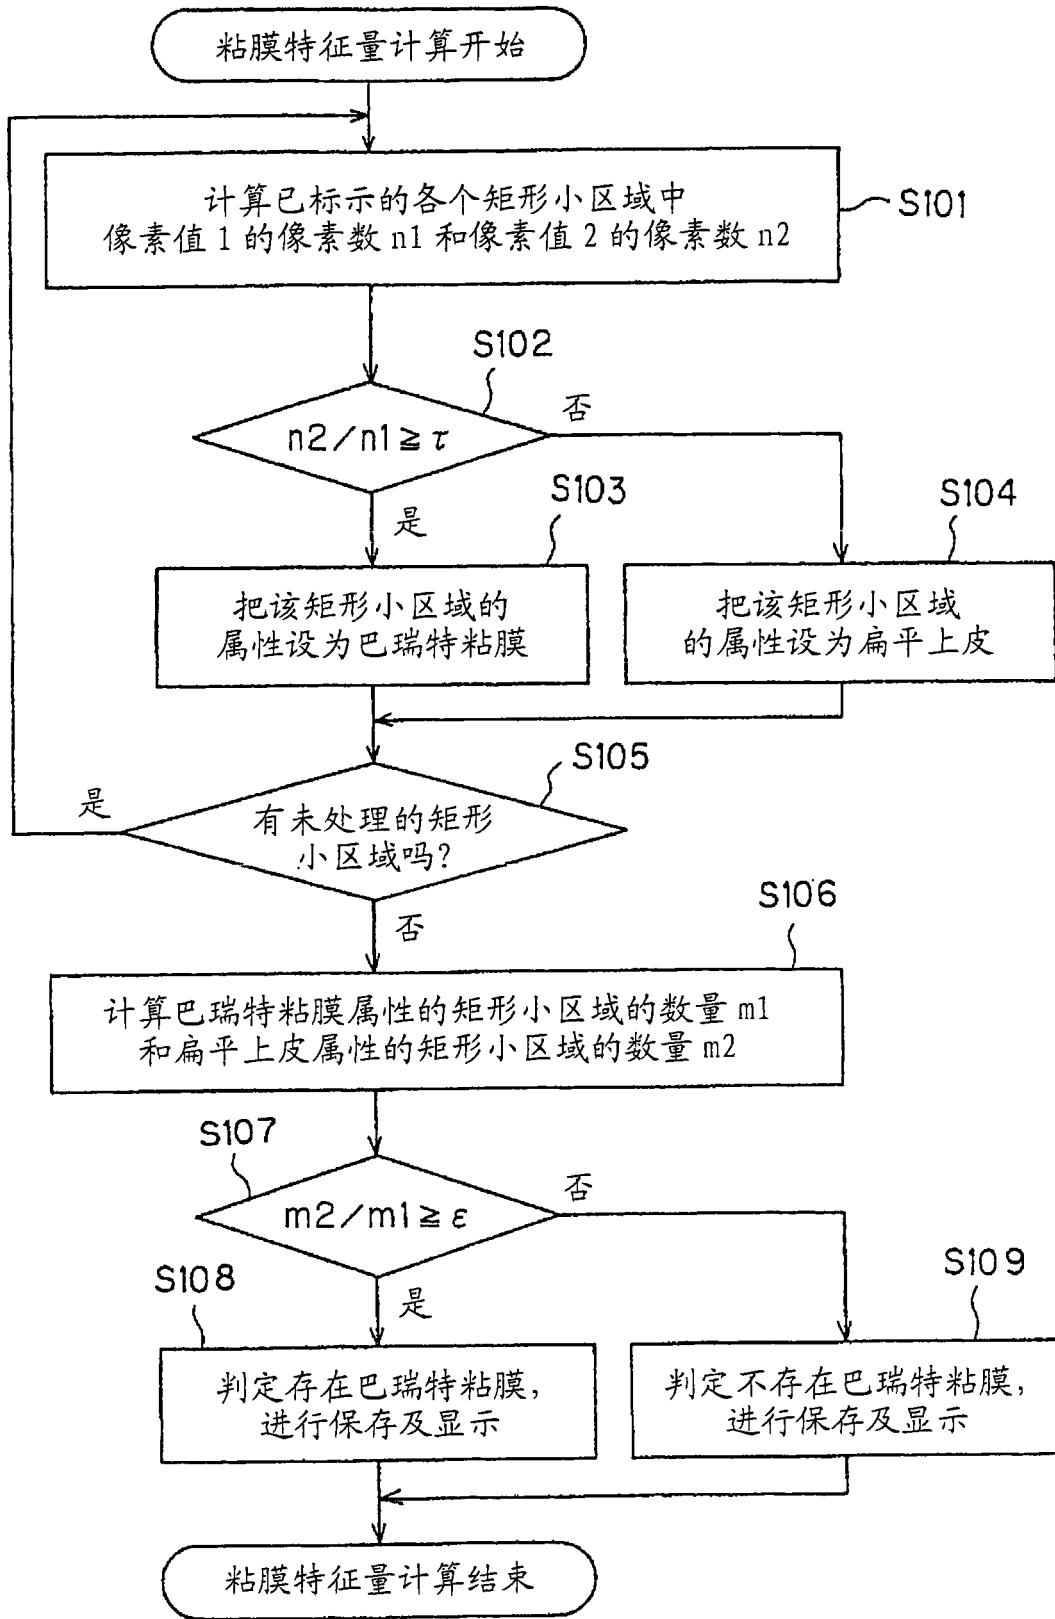 粘膜特征量计算开始
计算已标示的各个矩形小区域中
像素值1的像素数n1和像素值2的像素数n2
S101
S102
n2/n1≧τ
否
是
S103
把该矩形小区域的
属性设为巴瑞特粘膜
S104
把该矩形小区域
的属性设为扁平上皮
S105
是
有未处理的矩形
小区域吗?
否
S106
计算巴瑞特粘膜属性的矩形小区域的数量m1
和扁平上皮属性的矩形小区域的数量m2
S107
m2/m1≧ε
否
是
S108
判定存在巴瑞特粘膜,
进行保存及显示
S109
判定不存在巴瑞特粘膜,
进行保存及显示
粘膜特征量计算结束